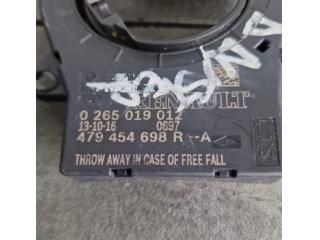 RENAULT
0 265 019 012
13-10-16 0697
479 454 698 R --A
THROW AWAY IN CASE OF FREE FALL